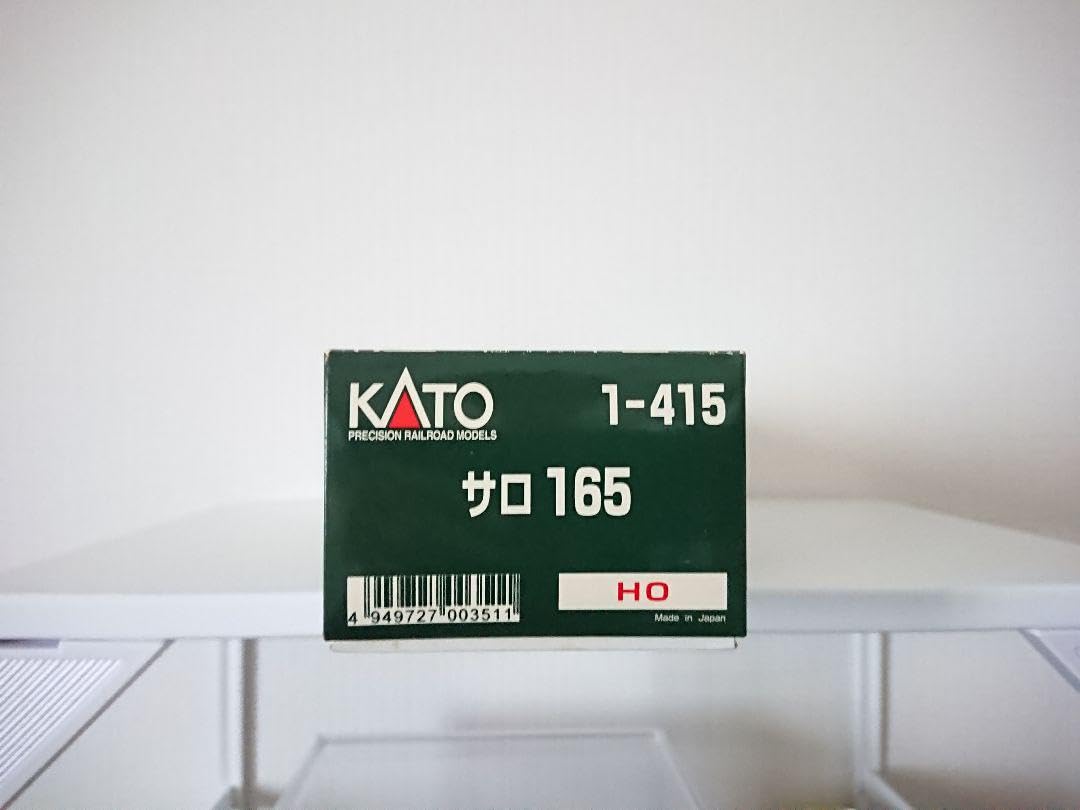 KATO 1-415
PRECISION RAILROAD MODELS
サロ 165
HO
4 949727 003511
Made in Japan